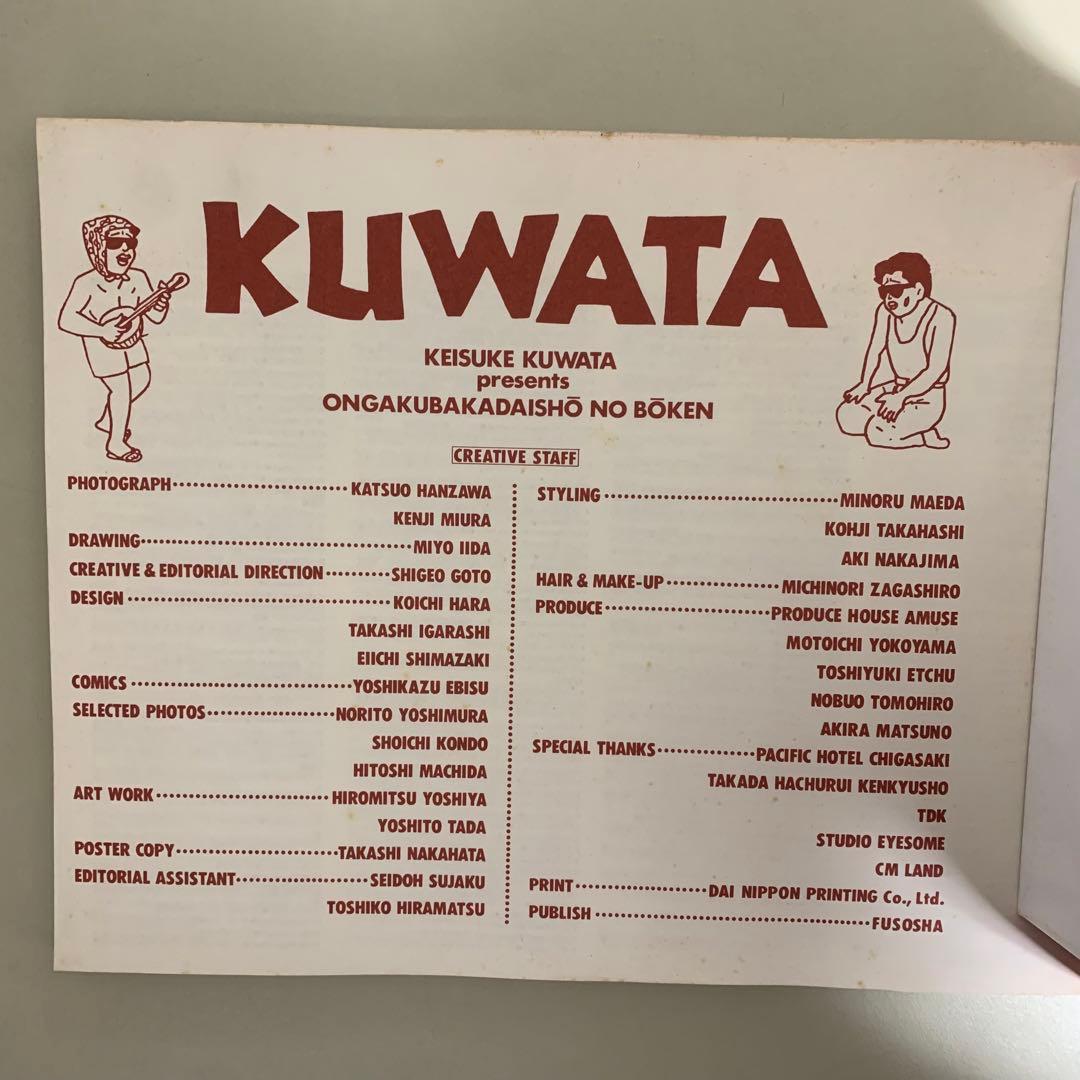 KUWATA
KEISUKE KUWATA
presents
ONGAKUBAKADAISHŌ NO BŌKEN
CREATIVE STAFF
PHOTOGRAPH KATSUO HANZAWA
KENJI MIURA
DRAWING MIYO IIDA
CREATIVE & EDITORIAL DIRECTION SHIGEO GOTO
DESIGN KOICHI HARA
TAKASHI IGARASHI
EIICHI SHIMAZAKI
COMICS YOSHIKAZU EBISU
SELECTED PHOTOS NORITO YOSHIMURA
SHOICHI KONDO
HITOSHI MACHIDA
ART WORK HIROMITSU YOSHIYA
YOSHITO TADA
POSTER COPY TAKASHI NAKAHATA
EDITORIAL ASSISTANT SEIDOH SUJAKU
TOSHIKO HIRAMATSU
STYLING MINORU MAEDA
KOHJI TAKAHASHI
AKI NAKAJIMA
HAIR & MAKE-UP MICHINORI ZAGASHIRO
PRODUCE PRODUCE HOUSE AMUSE
MOTOICHI YOKOYAMA
TOSHIYUKI ETCHU
NOBUO TOMOHIRO
AKIRA MATSUNO
SPECIAL THANKS PACIFIC HOTEL CHIGASAKI
TAKADA HACHURUI KENKYUSHO
TDK
STUDIO EYESOME
CM LAND
PRINT DAI NIPPON PRINTING Co., Ltd.
PUBLISH FUSOSHA